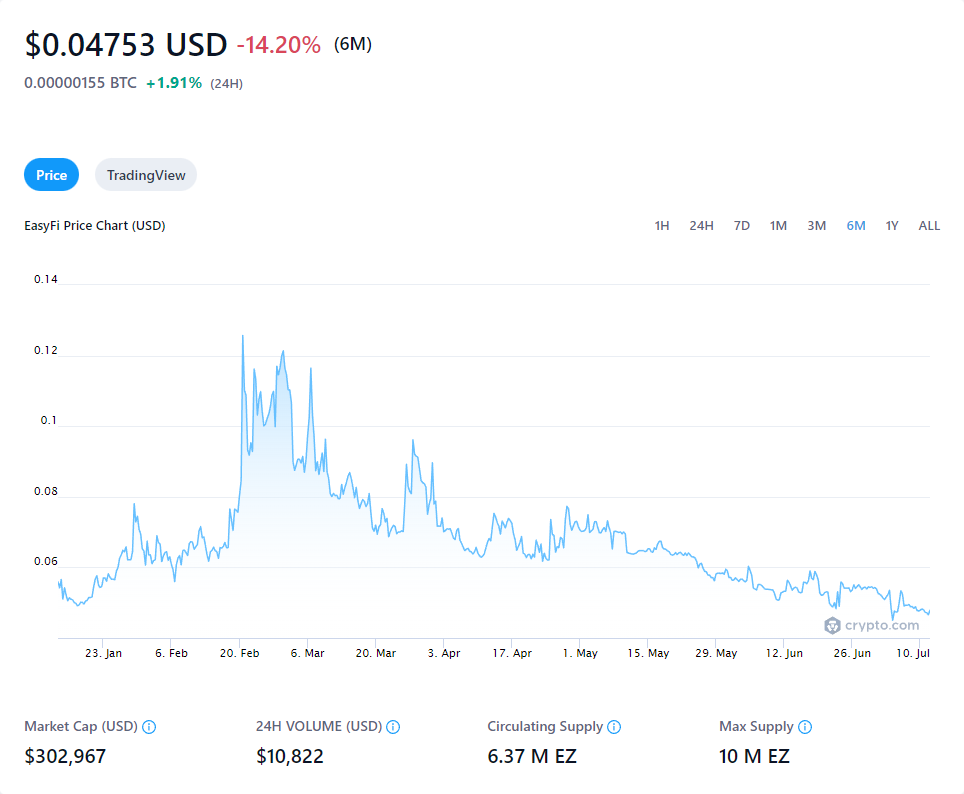 $0.04753 USD -14.20% (6M)
0.00000155 BTC +1.91% (24H)
Price TradingView
EasyFi Price Chart (USD) 1H 24H 7D 1M 3M 6M 1Y ALL
0.14
0.12
0.1
0.08
0.06
crypto.com
23. Jan 6. Feb 20. Feb 6. Mar 20. Mar 3. Apr 17. Apr 1. May 15. May 29. May 12. Jun 26. Jun 10. Jul
Market Cap (USD) 24H VOLUME (USD) Circulating Supply Max Supply
$302,967 $10,822 6.37 M EZ 10 M EZ